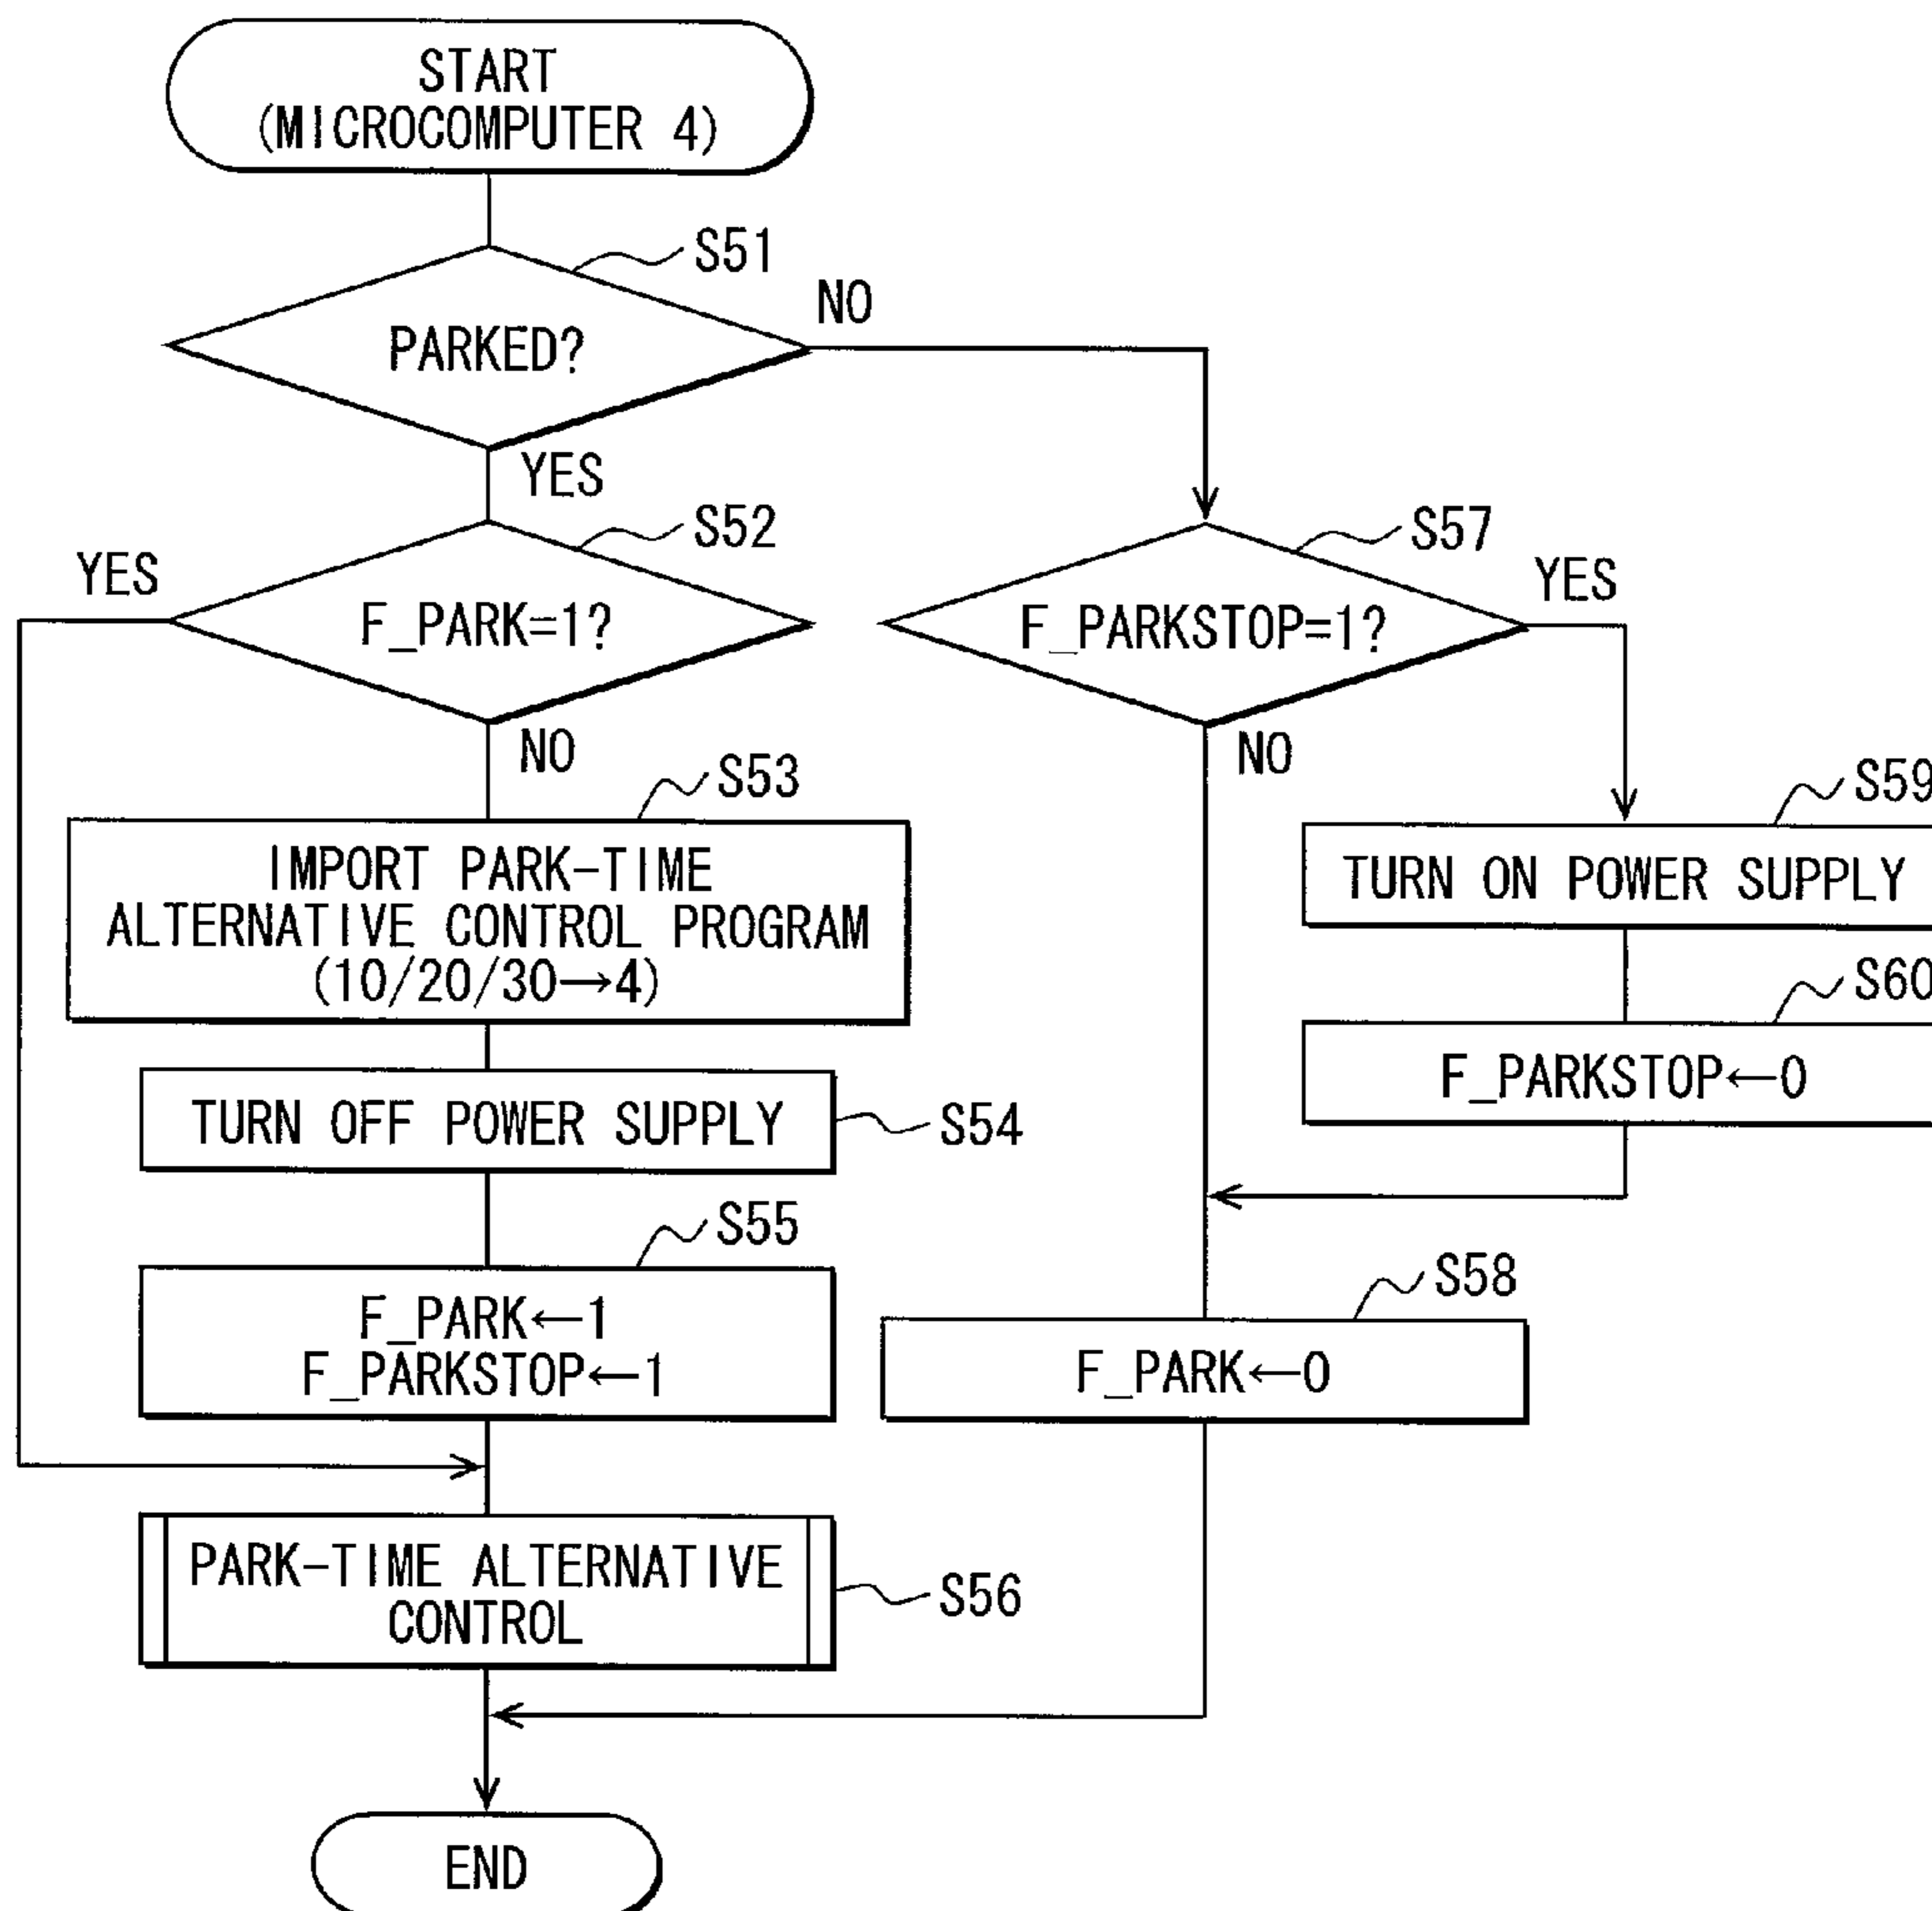 START
(MICROCOMPUTER 4)
S51
NO
PARKED?
YES
S52
YES
F_PARK=1?
NO
S57
YES
F_PARKSTOP=1?
NO
S53
IMPORT PARK-TIME
ALTERNATIVE CONTROL PROGRAM
(10/20/30→4)
S59
TURN ON POWER SUPPLY
S60
F_PARKSTOP←0
TURN OFF POWER SUPPLY
S54
S55
F_PARK←1
F_PARKSTOP←1
S58
F_PARK←0
PARK-TIME ALTERNATIVE
CONTROL
S56
END